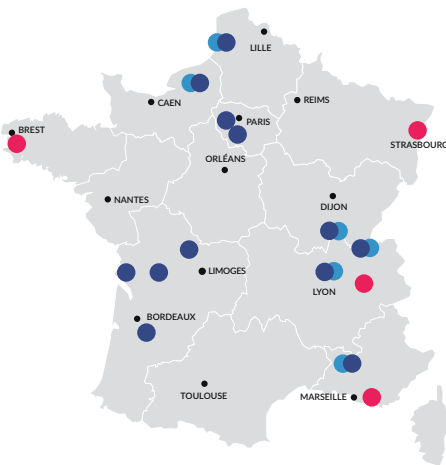 LILLE
CAEN
REIMS
PARIS
BREST
STRASBOURG
ORLÉANS
NANTES
DIJON
LIMOGES
LYON
BORDEAUX
TOULOUSE
MARSEILLE